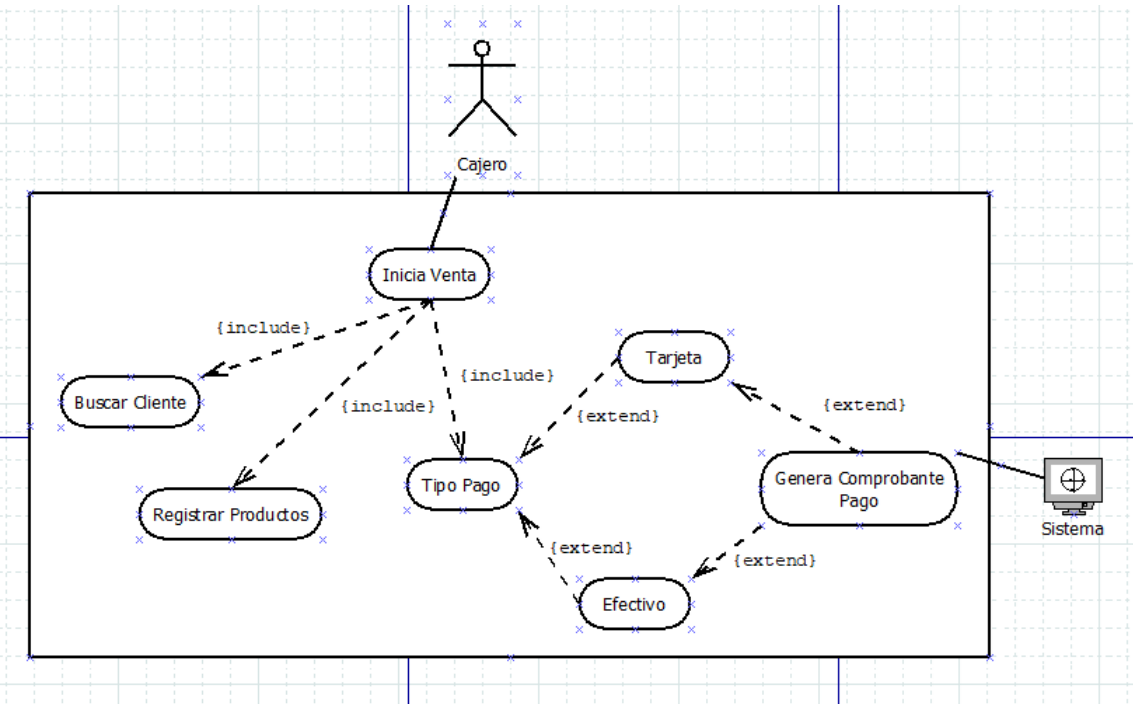 Cajero
Inicia Venta
{include}
Tarjeta
{include}
Buscar Cliente
{include}
{extend}
{extend}
Genera Comprobante
Pago
Tipo Pago
Registrar Productos
Sistema
{extend}
{extend}
Efectivo